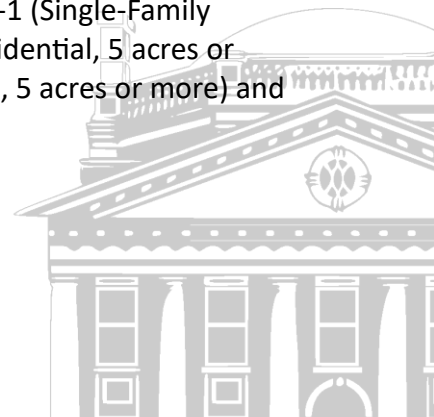 -1 (Single-Family
idential, 5 acres or
, 5 acres or more) and